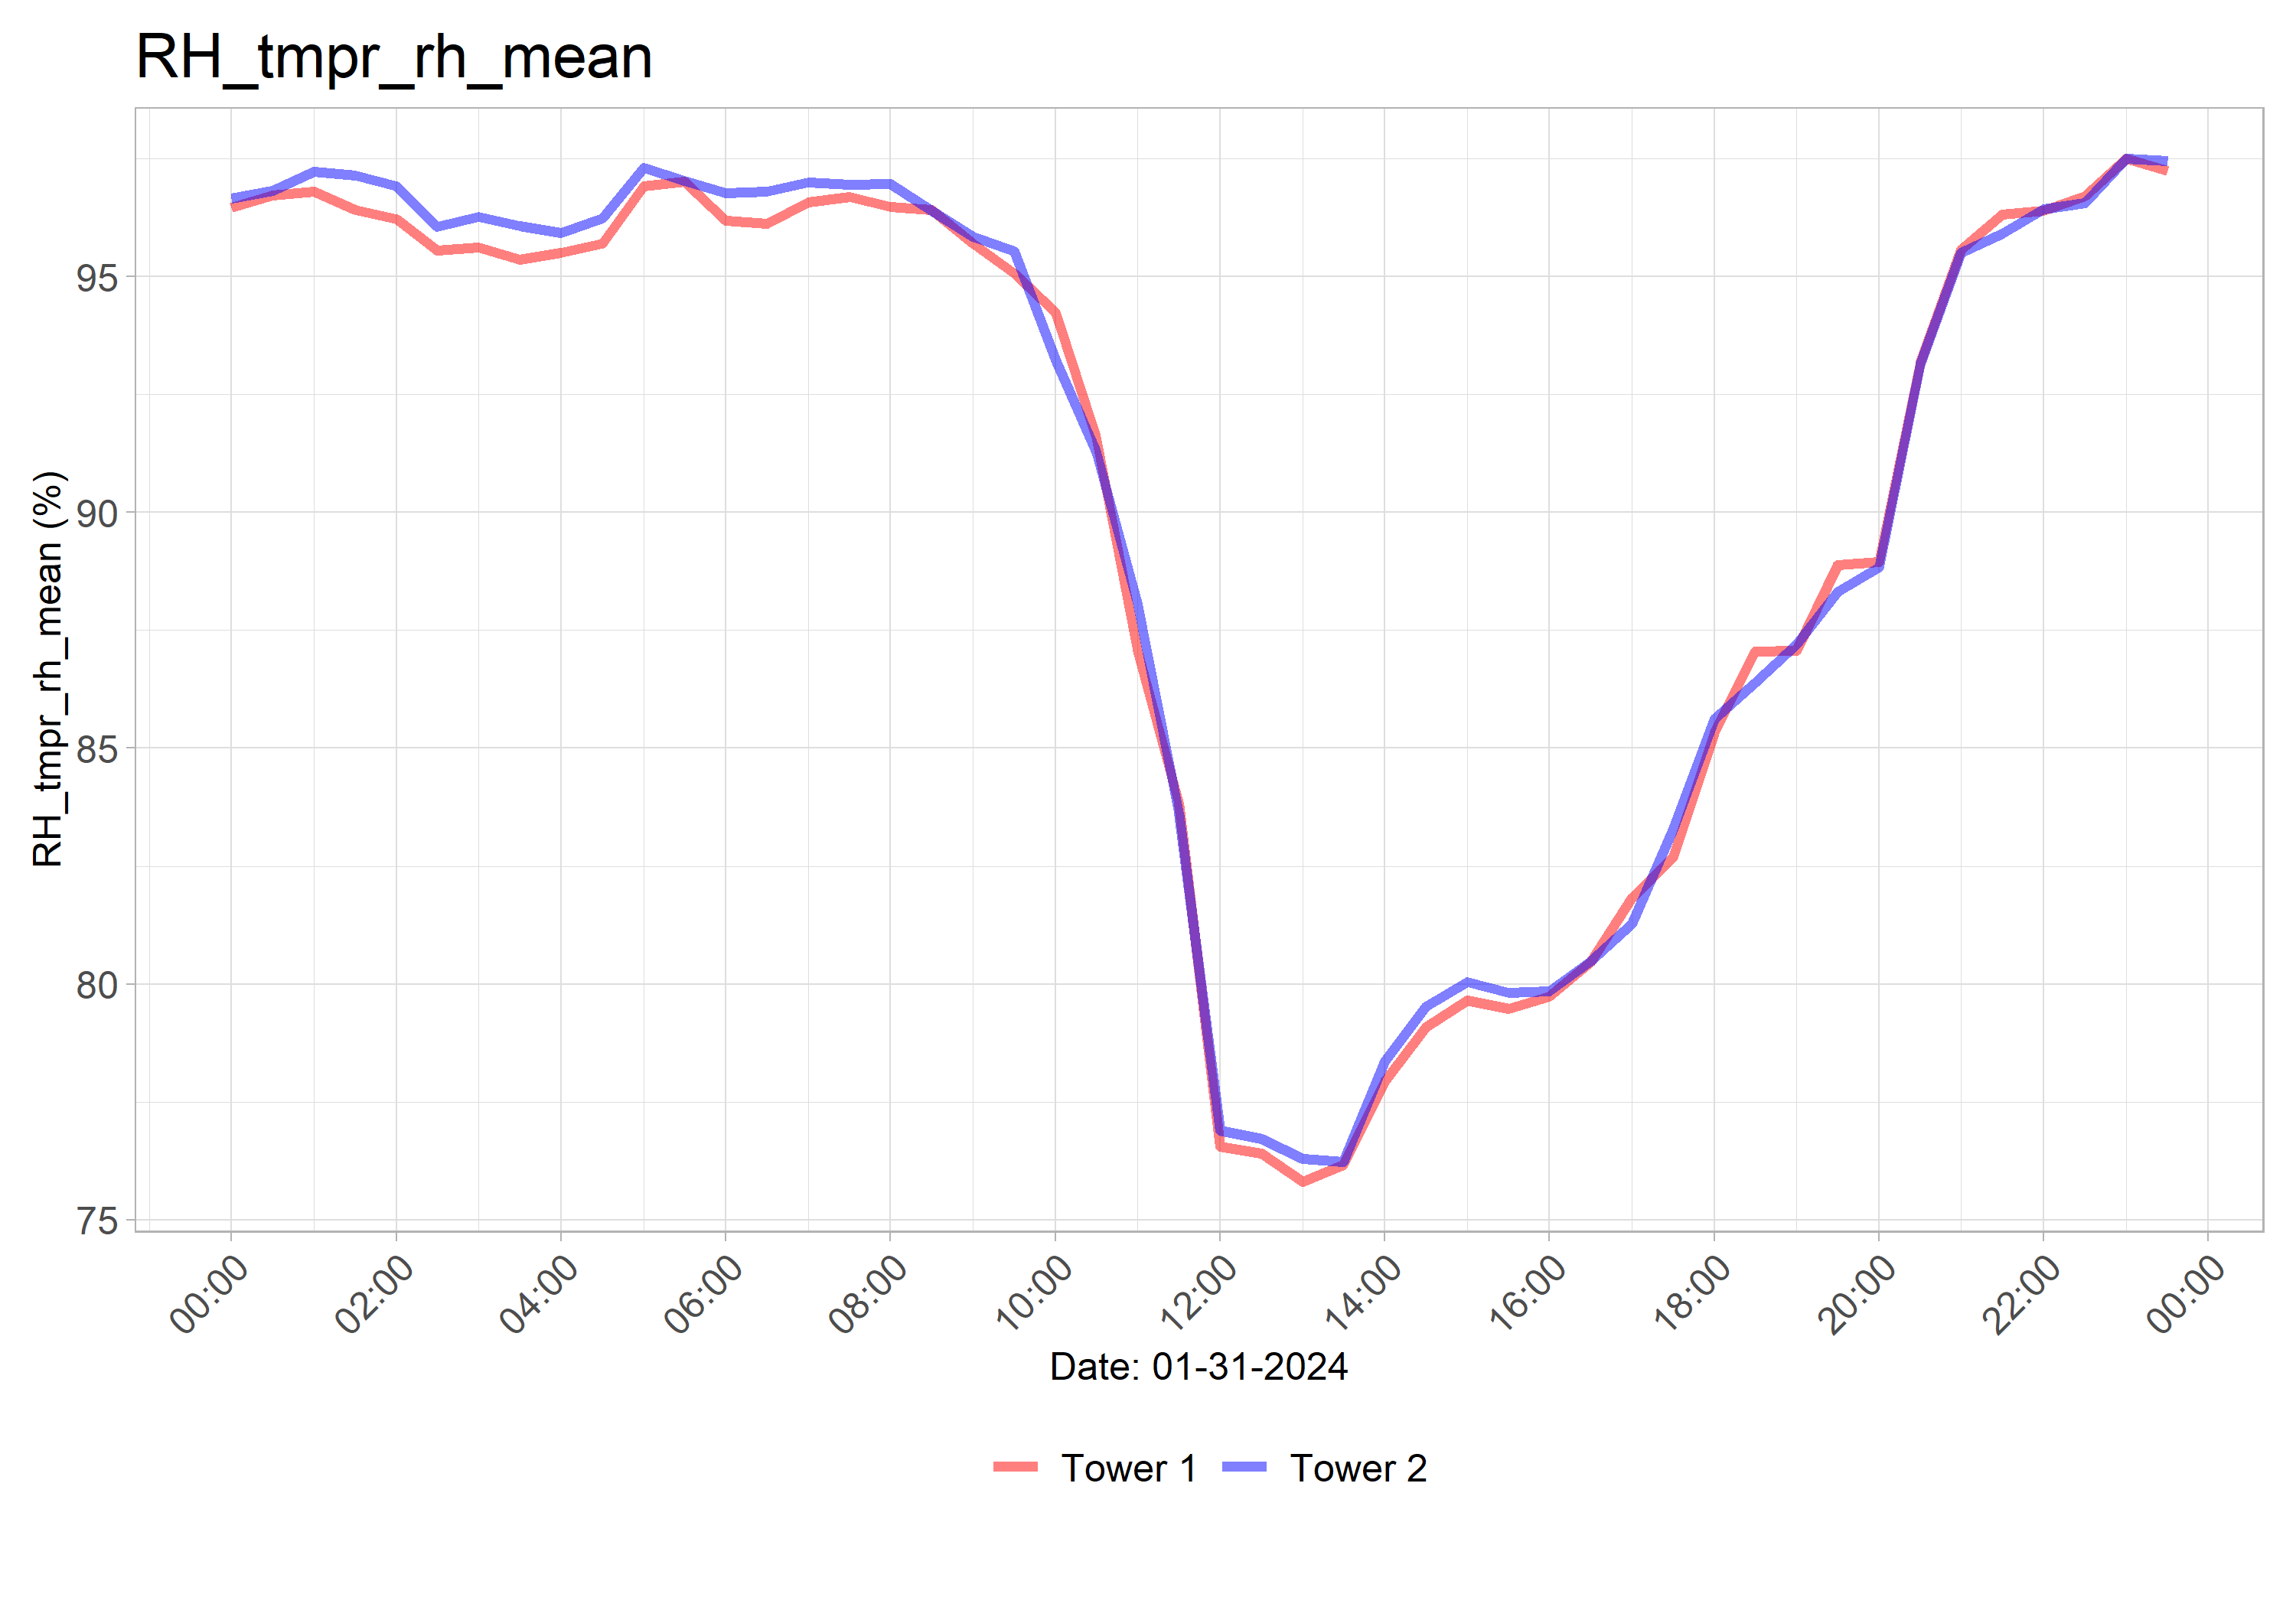 RH_tmpr_rh_mean
RH_tmpr_rh_mean (%)
95
90
85
80
75
00:00 02:00 04:00 06:00 08:00 10:00 12:00 14:00 16:00 18:00 20:00 22:00 00:00
Date: 01-31-2024
Tower 1 Tower 2